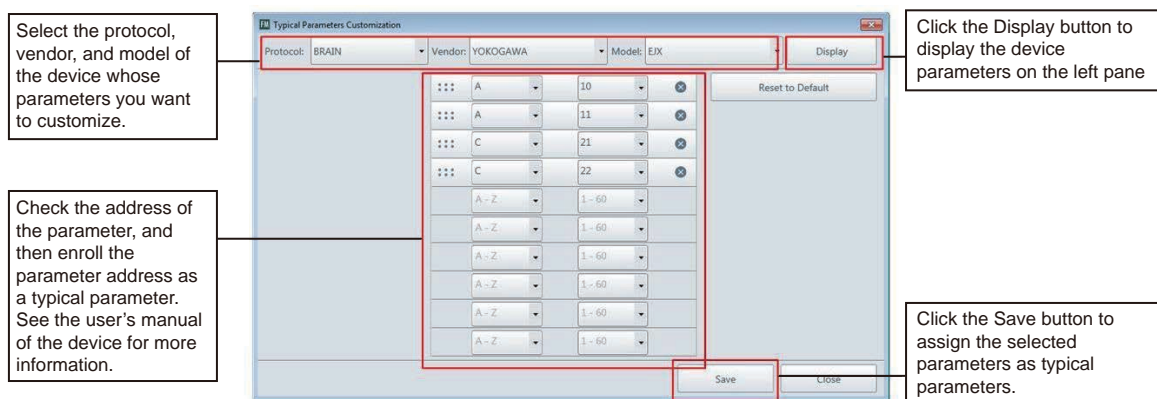 Select the protocol,
vendor, and model of
the device whose
parameters you want
to customize.
Check the address of
the parameter, and
then enroll the
parameter address as
a typical parameter.
See the user's manual
of the device for more
information.
Typical Parameters Customization
Protocol: BRAIN Vendor: YOKOGAWA Model: EJX Display
A 10 Reset to Default
A 11
C 21
C 22
A - Z 1 - 60
A - Z 1 - 60
A - Z 1 - 60
A - Z 1 - 60
A - Z 1 - 60
A - Z 1 - 60
Save Close
Click the Display button to
display the device
parameters on the left pane
Click the Save button to
assign the selected
parameters as typical
parameters.